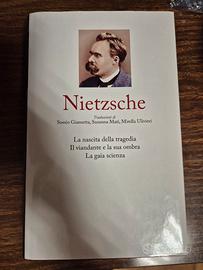 Nietzsche
Traduzioni di
Sossio Giametta, Susanna Mati, Mirella Ulivieri
La nascita della tragedia
Il viandante e la sua ombra
La gaia scienza